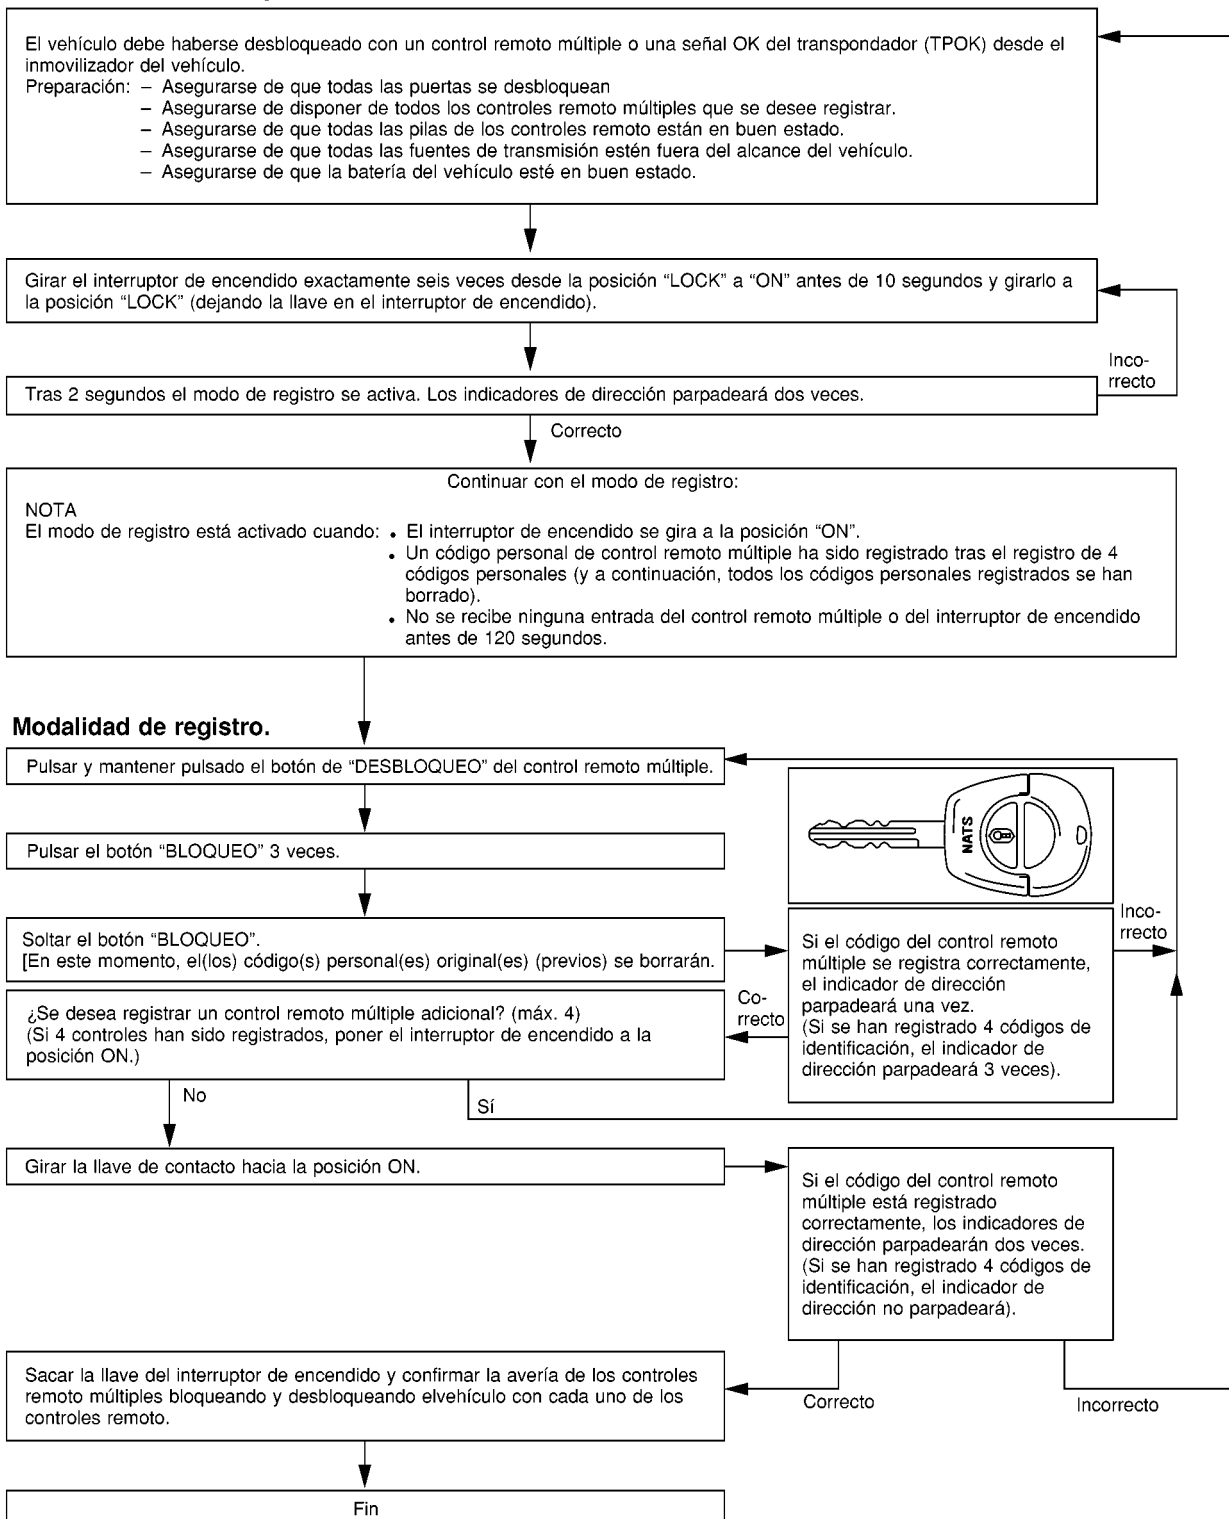 El vehículo debe haberse desbloqueado con un control remoto múltiple o una señal OK del transpondador (TPOK) desde el
inmovilizador del vehículo.
Preparación: – Asegurarse de que todas las puertas se desbloquean
– Asegurarse de disponer de todos los controles remoto múltiples que se desee registrar.
– Asegurarse de que todas las pilas de los controles remoto están en buen estado.
– Asegurarse de que todas las fuentes de transmisión estén fuera del alcance del vehículo.
– Asegurarse de que la batería del vehículo esté en buen estado.
Girar el interruptor de encendido exactamente seis veces desde la posición “LOCK” a “ON” antes de 10 segundos y girarlo a
la posición “LOCK” (dejando la llave en el interruptor de encendido).
Inco-
rrecto
Tras 2 segundos el modo de registro se activa. Los indicadores de dirección parpadeará dos veces.
Correcto
Continuar con el modo de registro:
NOTA
El modo de registro está activado cuando: • El interruptor de encendido se gira a la posición “ON”.
• Un código personal de control remoto múltiple ha sido registrado tras el registro de 4
códigos personales (y a continuación, todos los códigos personales registrados se han
borrado).
• No se recibe ninguna entrada del control remoto múltiple o del interruptor de encendido
antes de 120 segundos.
Modalidad de registro.
Pulsar y mantener pulsado el botón de “DESBLOQUEO” del control remoto múltiple.
NATS
Pulsar el botón “BLOQUEO” 3 veces.
Soltar el botón “BLOQUEO”.
[En este momento, el(los) código(s) personal(es) original(es) (previos) se borrarán.
Si el código del control remoto
múltiple se registra correctamente,
el indicador de dirección
parpadeará una vez.
(Si se han registrado 4 códigos de
identificación, el indicador de
dirección parpadeará 3 veces).
Inco-
rrecto
Co-
rrecto
¿Se desea registrar un control remoto múltiple adicional? (máx. 4)
(Si 4 controles han sido registrados, poner el interruptor de encendido a la
posición ON.)
No
Sí
Girar la llave de contacto hacia la posición ON.
Si el código del control remoto
múltiple está registrado
correctamente, los indicadores de
dirección parpadearán dos veces.
(Si se han registrado 4 códigos de
identificación, el indicador de
dirección no parpadeará).
Sacar la llave del interruptor de encendido y confirmar la avería de los controles
remoto múltiples bloqueando y desbloqueando elvehículo con cada uno de los
controles remoto.
Correcto
Incorrecto
Fin